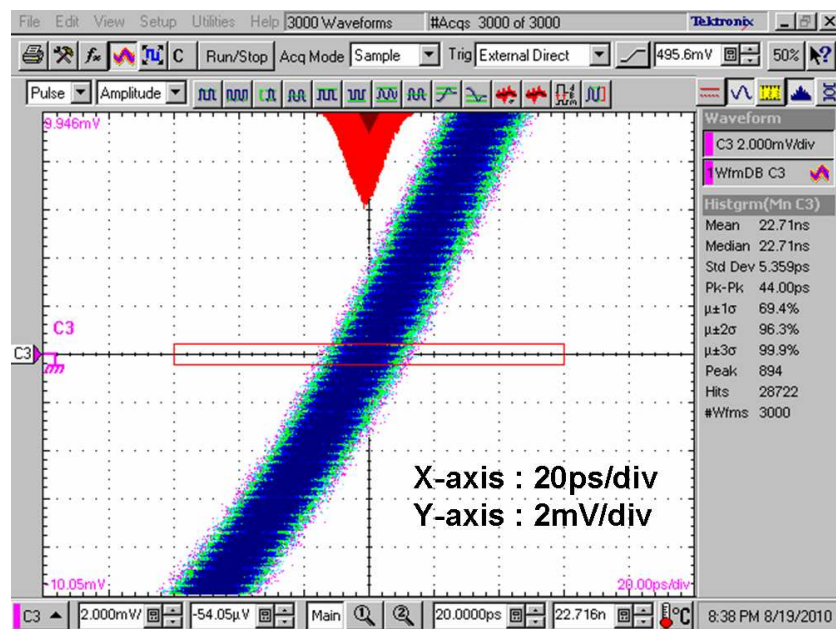 File Edit View Setup Utilities Help 3000 Waveforms #Acqs 3000 of 3000 Tektronix
C Run/Stop Acq Mode Sample Trig External Direct 495.6mV 50%
Pulse Amplitude
9.946mV
Waveform
C3 2.000mV/div
1 WfmDB C3
Histgrm(Mn C3)
Mean 22.71ns
Median 22.71ns
Std Dev 5.359ps
Pk-Pk 44.00ps
µ±1σ 69.4%
µ±2σ 96.3%
µ±3σ 99.9%
Peak 894
Hits 28722
#Wfms 3000
C3
C3
X-axis : 20ps/div
Y-axis : 2mV/div
-10.05mV
20.00ps/div
C3 2.000mV/ -54.05µV Main 1 2 20.0000ps 22.716n °C 8:38 PM 8/19/2010